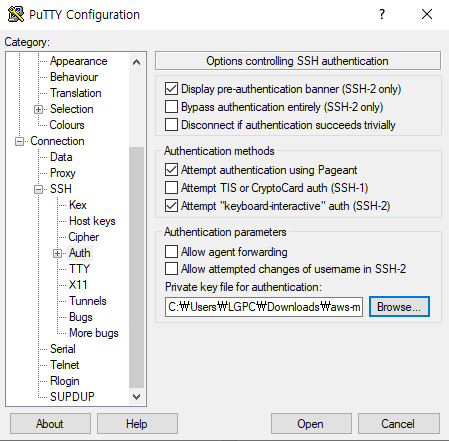 PuTTY Configuration
Category:
Appearance
Behaviour
Translation
Selection
Colours
Connection
Data
Proxy
SSH
Kex
Host keys
Cipher
Auth
TTY
X11
Tunnels
Bugs
More bugs
Serial
Telnet
Rlogin
SUPDUP
Options controlling SSH authentication
Display pre-authentication banner (SSH-2 only)
Bypass authentication entirely (SSH-2 only)
Disconnect if authentication succeeds trivially
Authentication methods
Attempt authentication using Pageant
Attempt TIS or CryptoCard auth (SSH-1)
Attempt "keyboard-interactive" auth (SSH-2)
Authentication parameters
Allow agent forwarding
Allow attempted changes of username in SSH-2
Private key file for authentication:
C:₩Users₩LGPC₩Downloads₩aws-m Browse...
About Help Open Cancel